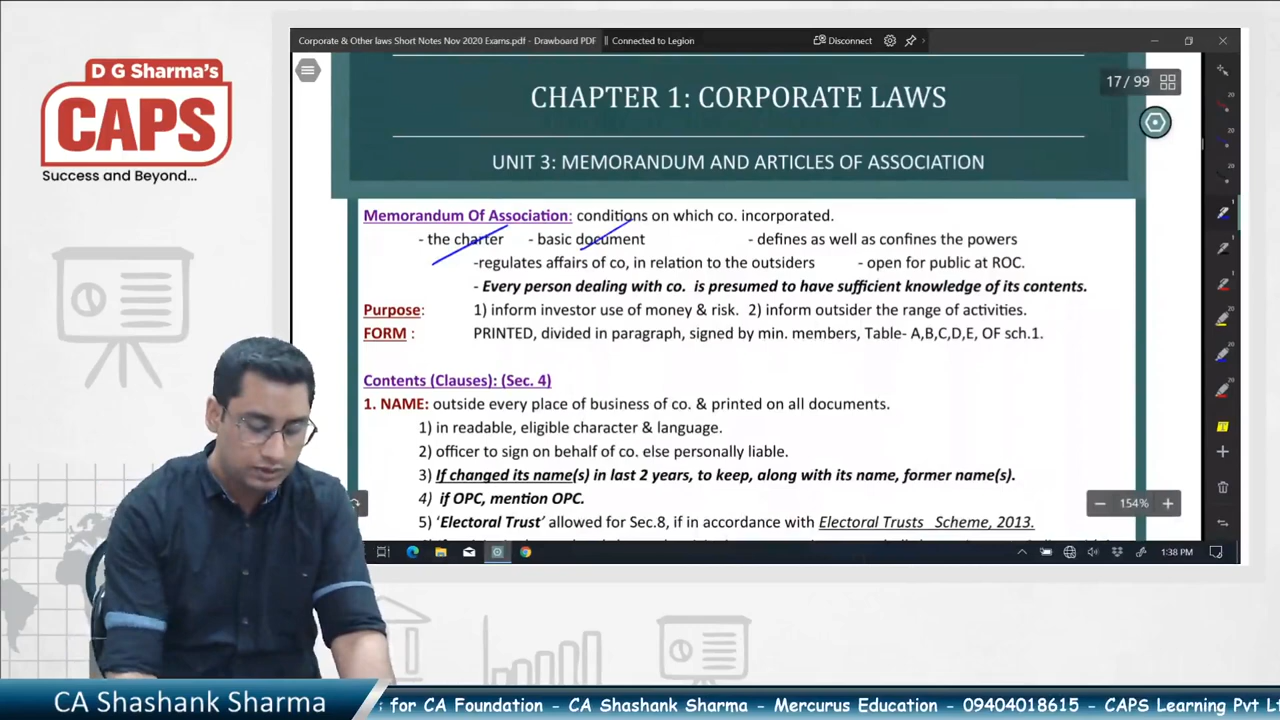 D G Sharma's
CAPS
Success and Beyond...
Corporate & Other laws Short Notes Nov 2020 Exams.pdf - Drawboard PDF
Connected to Legion
Disconnect
17 / 99
CHAPTER 1: CORPORATE LAWS
UNIT 3: MEMORANDUM AND ARTICLES OF ASSOCIATION
Memorandum Of Association: conditions on which co. incorporated.
- the charter - basic document - defines as well as confines the powers
-regulates affairs of co, in relation to the outsiders - open for public at ROC.
- Every person dealing with co. is presumed to have sufficient knowledge of its contents.
Purpose: 1) inform investor use of money & risk. 2) inform outsider the range of activities.
FORM : PRINTED, divided in paragraph, signed by min. members, Table- A,B,C,D,E, OF sch.1.
Contents (Clauses): (Sec. 4)
1. NAME: outside every place of business of co. & printed on all documents.
1) in readable, eligible character & language.
2) officer to sign on behalf of co. else personally liable.
3) If changed its name(s) in last 2 years, to keep, along with its name, former name(s).
4) if OPC, mention OPC.
5) 'Electoral Trust' allowed for Sec.8, if in accordance with Electoral Trusts Scheme, 2013.
154%
1:38 PM
CA Shashank Sharma
for CA Foundation - CA Shashank Sharma - Mercurus Education - 09404018615 - CAPS Learning Pvt